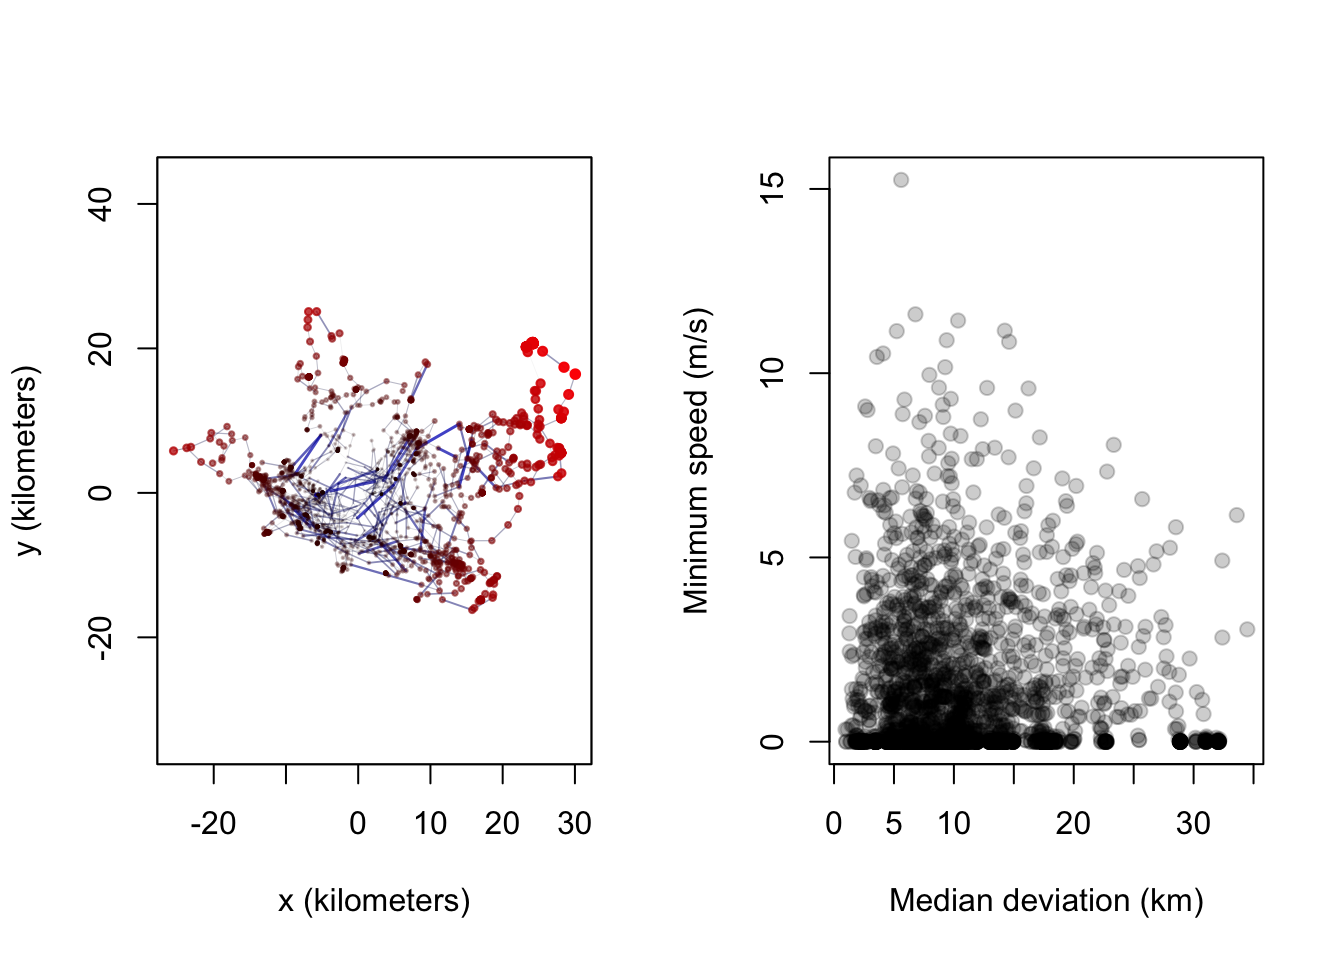 40
20
0
-20
y (kilometers)
-20 0 10 20 30
x (kilometers)
15
10
5
0
Minimum speed (m/s)
0 5 10 20 30
Median deviation (km)